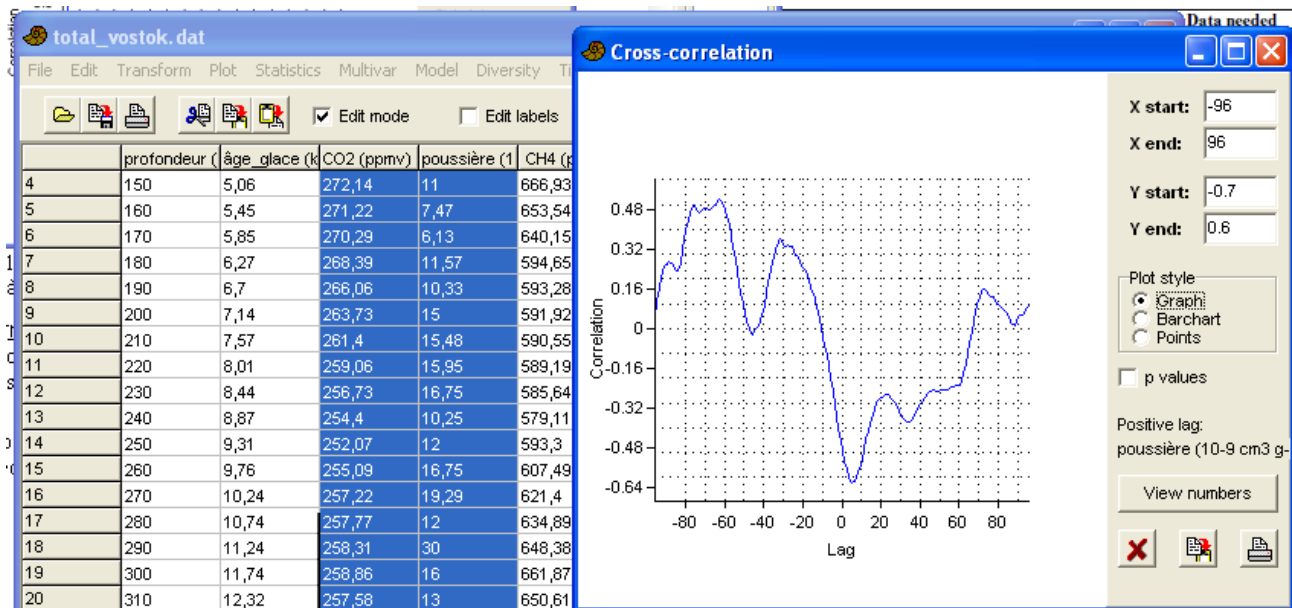 Data needed
total_vostok.dat
File Edit Transform Plot Statistics Multivar Model Diversity
Edit mode
Edit labels
profondeur ( âge_glace (k CO2 (ppmv) poussière (1 CH4 (p
4 150 5,06 272,14 11 666,93
5 160 5,45 271,22 7,47 653,54
6 170 5,85 270,29 6,13 640,15
7 180 6,27 268,39 11,57 594,65
8 190 6,7 266,06 10,33 593,28
9 200 7,14 263,73 15 591,92
10 210 7,57 261,4 15,48 590,55
11 220 8,01 259,06 15,95 589,19
12 230 8,44 256,73 16,75 585,64
13 240 8,87 254,4 10,25 579,11
14 250 9,31 252,07 12 593,3
15 260 9,76 255,09 16,75 607,49
16 270 10,24 257,22 19,29 621,4
17 280 10,74 257,77 12 634,89
18 290 11,24 258,31 30 648,38
19 300 11,74 258,86 16 661,87
20 310 12,32 257,58 13 650,61
Cross-correlation
0.48
0.32
0.16
0
-0.16
-0.32
-0.48
-0.64
Correlation
-80 -60 -40 -20 0 20 40 60 80
Lag
X start: -96
X end: 96
Y start: -0.7
Y end: 0.6
Plot style
Graph
Barchart
Points
p values
Positive lag:
poussière (10-9 cm3 g-
View numbers